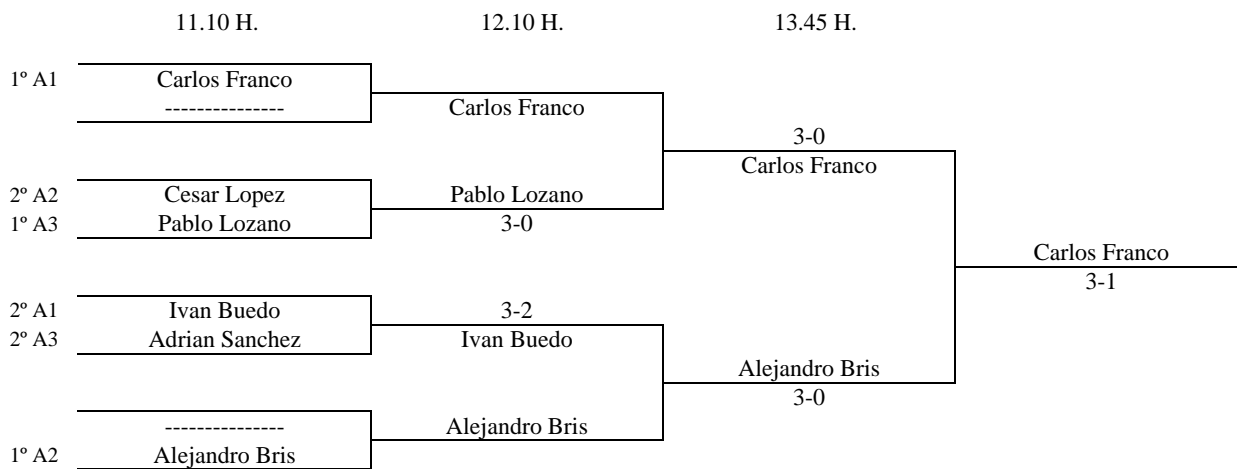 11.10 H. 12.10 H. 13.45 H.
1º A1 Carlos Franco
--------------- Carlos Franco
3-0
Carlos Franco
2º A2 Cesar Lopez Pablo Lozano
1º A3 Pablo Lozano 3-0
Carlos Franco
3-1
2º A1 Ivan Buedo 3-2
2º A3 Adrian Sanchez Ivan Buedo
Alejandro Bris
3-0
--------------- Alejandro Bris
1º A2 Alejandro Bris